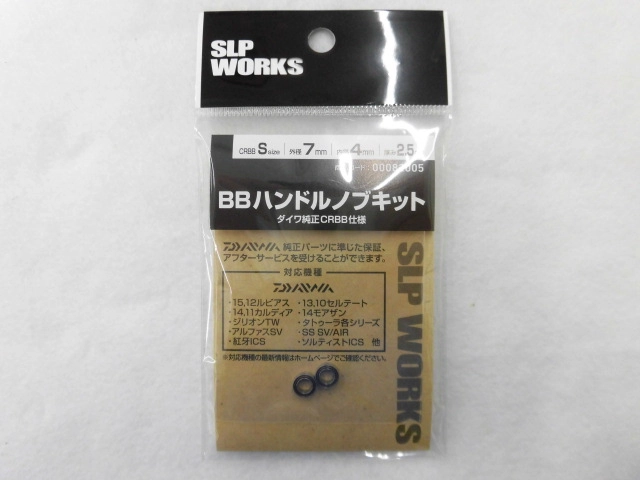 SLP
WORKS
CRBB S size 外径 7mm 4mm 2.5
00082005
BBハンドルノブキット
ダイワ純正CRBB仕様
DAIWA純正パーツに準じた保証、
アフターサービスを受けることができます。
対応機種
DAIWA
・15,12ルビアス ・13,10セルテート
・14,11カルディア ・14モアザン
・ジリオンTW ・タトゥーラ各シリーズ
・アルファスSV ・SS SV/AIR
・紅牙ICS ・ソルティストICS 他
※対応機種の最新情報はホームページでご確認ください。
SLP WORKS